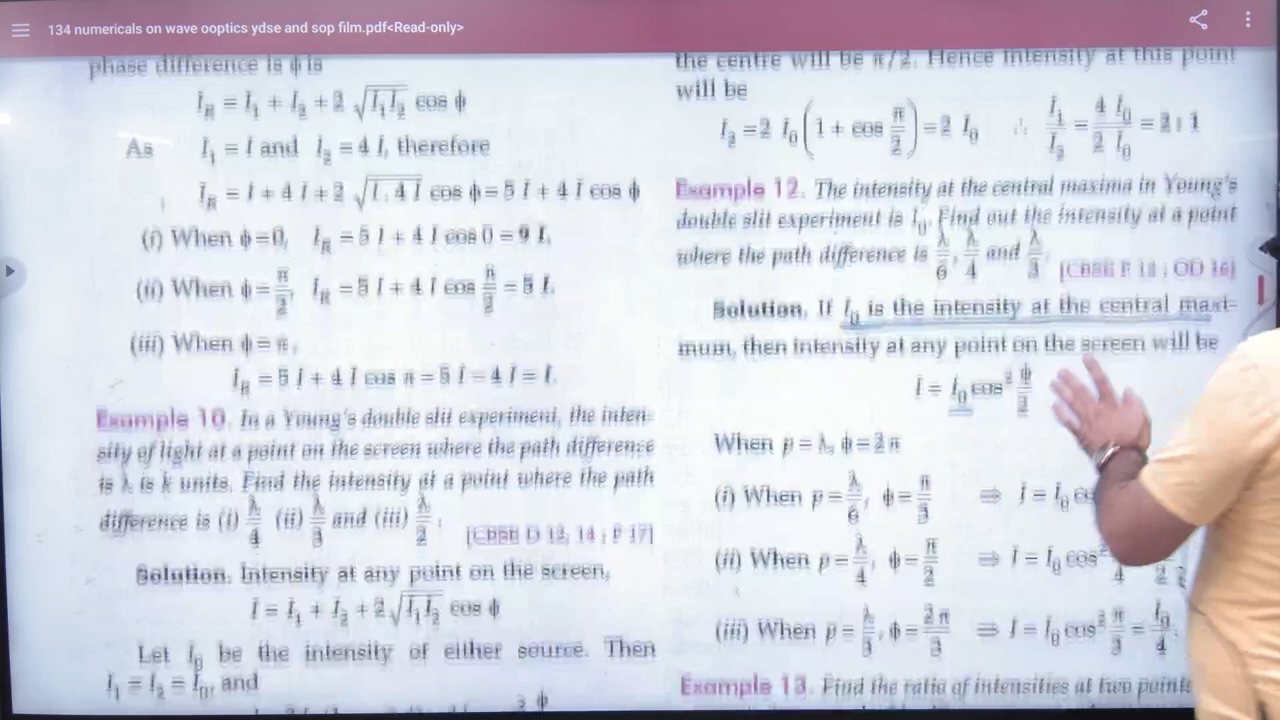 134 numericals on wave ooptics ydse and sop film.pdf<Read-only>
phase difference is ϕ is
I_R = I_1 + I_2 + 2 √(I_1 I_2) cos ϕ
As I_1 = I and I_2 = 4 I, therefore
I_R = I + 4 I + 2 √(I . 4 I) cos ϕ = 5 I + 4 I cos ϕ
(i) When ϕ = 0, I_R = 5 I + 4 I cos 0 = 9 I.
(ii) When ϕ = π/2, I_R = 5 I + 4 I cos π/2 = 5 I.
(iii) When ϕ = π,
I_R = 5 I + 4 I cos π = 5 I − 4 I = I.
Example 10. In a Young's double slit experiment, the inten-
sity of light at a point on the screen where the path difference
is λ is k units. Find the intensity at a point where the path
difference is (i) λ/4 (ii) λ/3 and (iii) λ/2.
[CBSE D 12, 14 ; F 17]
Solution. Intensity at any point on the screen,
I = I_1 + I_2 + 2 √(I_1 I_2) cos ϕ
Let I_0 be the intensity of either source. Then
I_1 = I_2 = I_0, and
the centre will be π/2. Hence intensity at this point
will be
I_2 = 2 I_0 (1 + cos π/2) = 2 I_0 ∴ I_1/I_2 = 4 I_0/2 I_0 = 2 : 1
Example 12. The intensity at the central maxima in Young's
double slit experiment is I_0. Find out the intensity at a point
where the path difference is λ/6, λ/4 and λ/3.
[CBSE F 12 ; OD 16]
Solution. If I_0 is the intensity at the central maxi-
mum, then intensity at any point on the screen will be
I = I_0 cos² ϕ/2
When p = λ, ϕ = 2 π
(i) When p = λ/6, ϕ = π/3 ⇒ I = I_0
(ii) When p = λ/4, ϕ = π/2 ⇒ I = I_0 cos²
(iii) When p = λ/3, ϕ = 2 π/3 ⇒ I = I_0 cos² π/3 = I_0/4.
Example 13. Find the ratio of intensities at two points